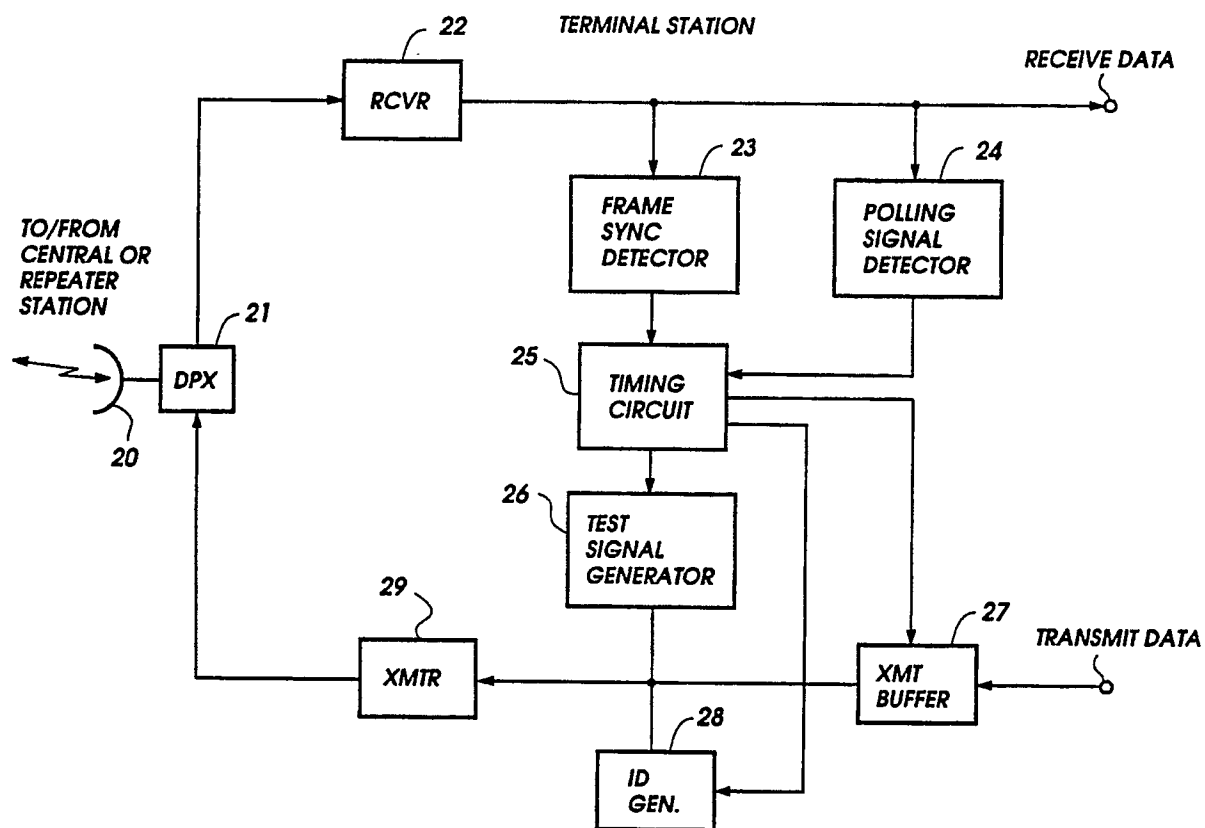 TERMINAL STATION
22
RCVR
RECEIVE DATA
23
FRAME
SYNC
DETECTOR
24
POLLING
SIGNAL
DETECTOR
TO/FROM
CENTRAL OR
REPEATER
STATION
21
DPX
20
25
TIMING
CIRCUIT
26
TEST
SIGNAL
GENERATOR
29
XMTR
27
XMT
BUFFER
TRANSMIT DATA
28
ID
GEN.